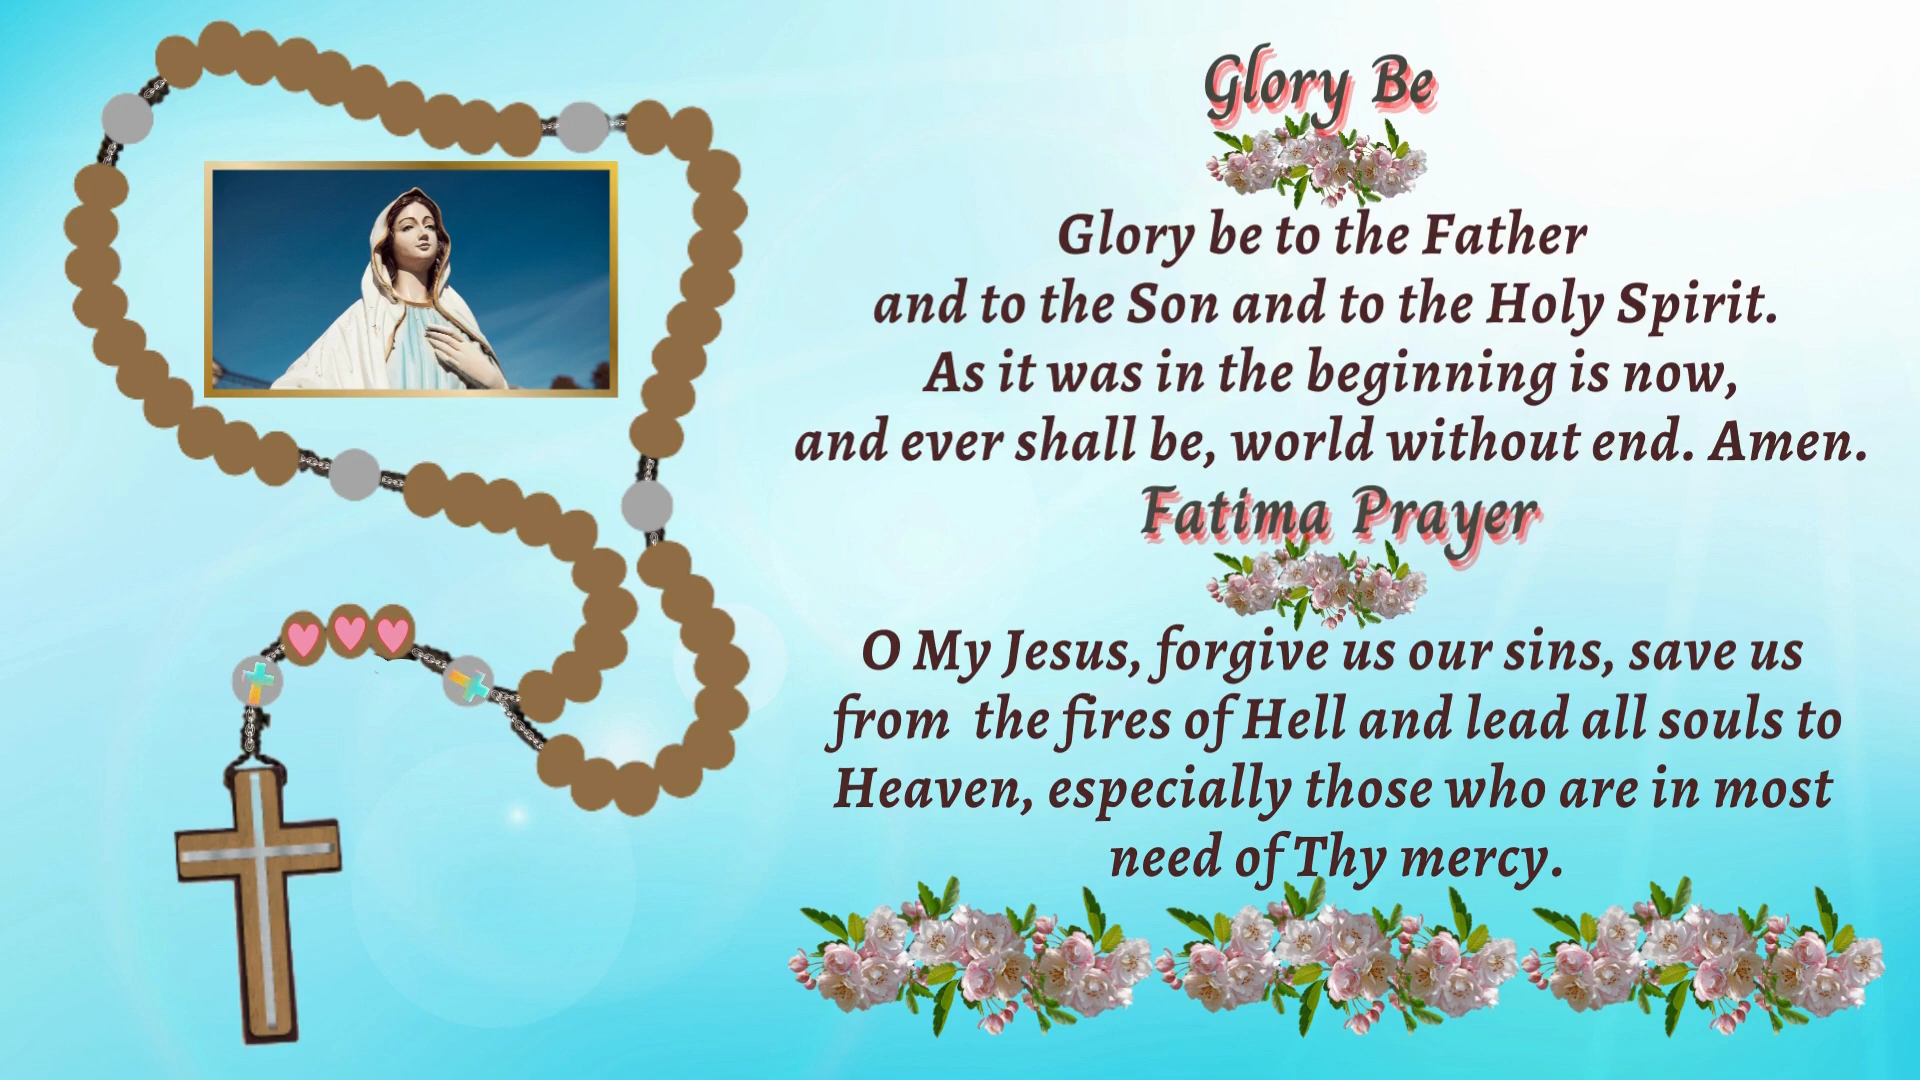 Glory Be
Glory be to the Father
and to the Son and to the Holy Spirit.
As it was in the beginning is now,
and ever shall be, world without end. Amen.
Fatima Prayer
O My Jesus, forgive us our sins, save us
from the fires of Hell and lead all souls to
Heaven, especially those who are in most
need of Thy mercy.